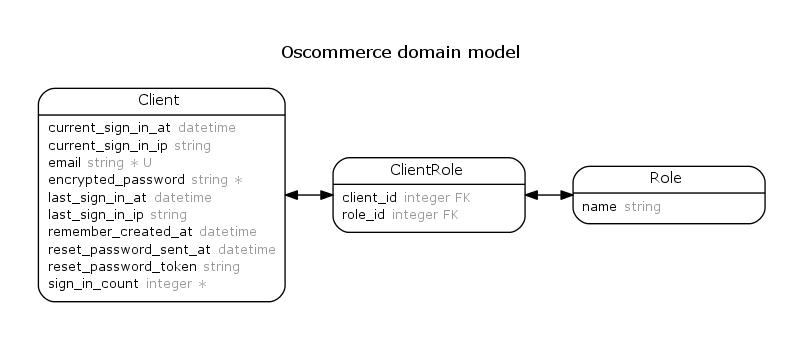 Oscommerce domain model
Client
current_sign_in_at datetime
current_sign_in_ip string
email string * U
encrypted_password string *
last_sign_in_at datetime
last_sign_in_ip string
remember_created_at datetime
reset_password_sent_at datetime
reset_password_token string
sign_in_count integer *
ClientRole
client_id integer FK
role_id integer FK
Role
name string